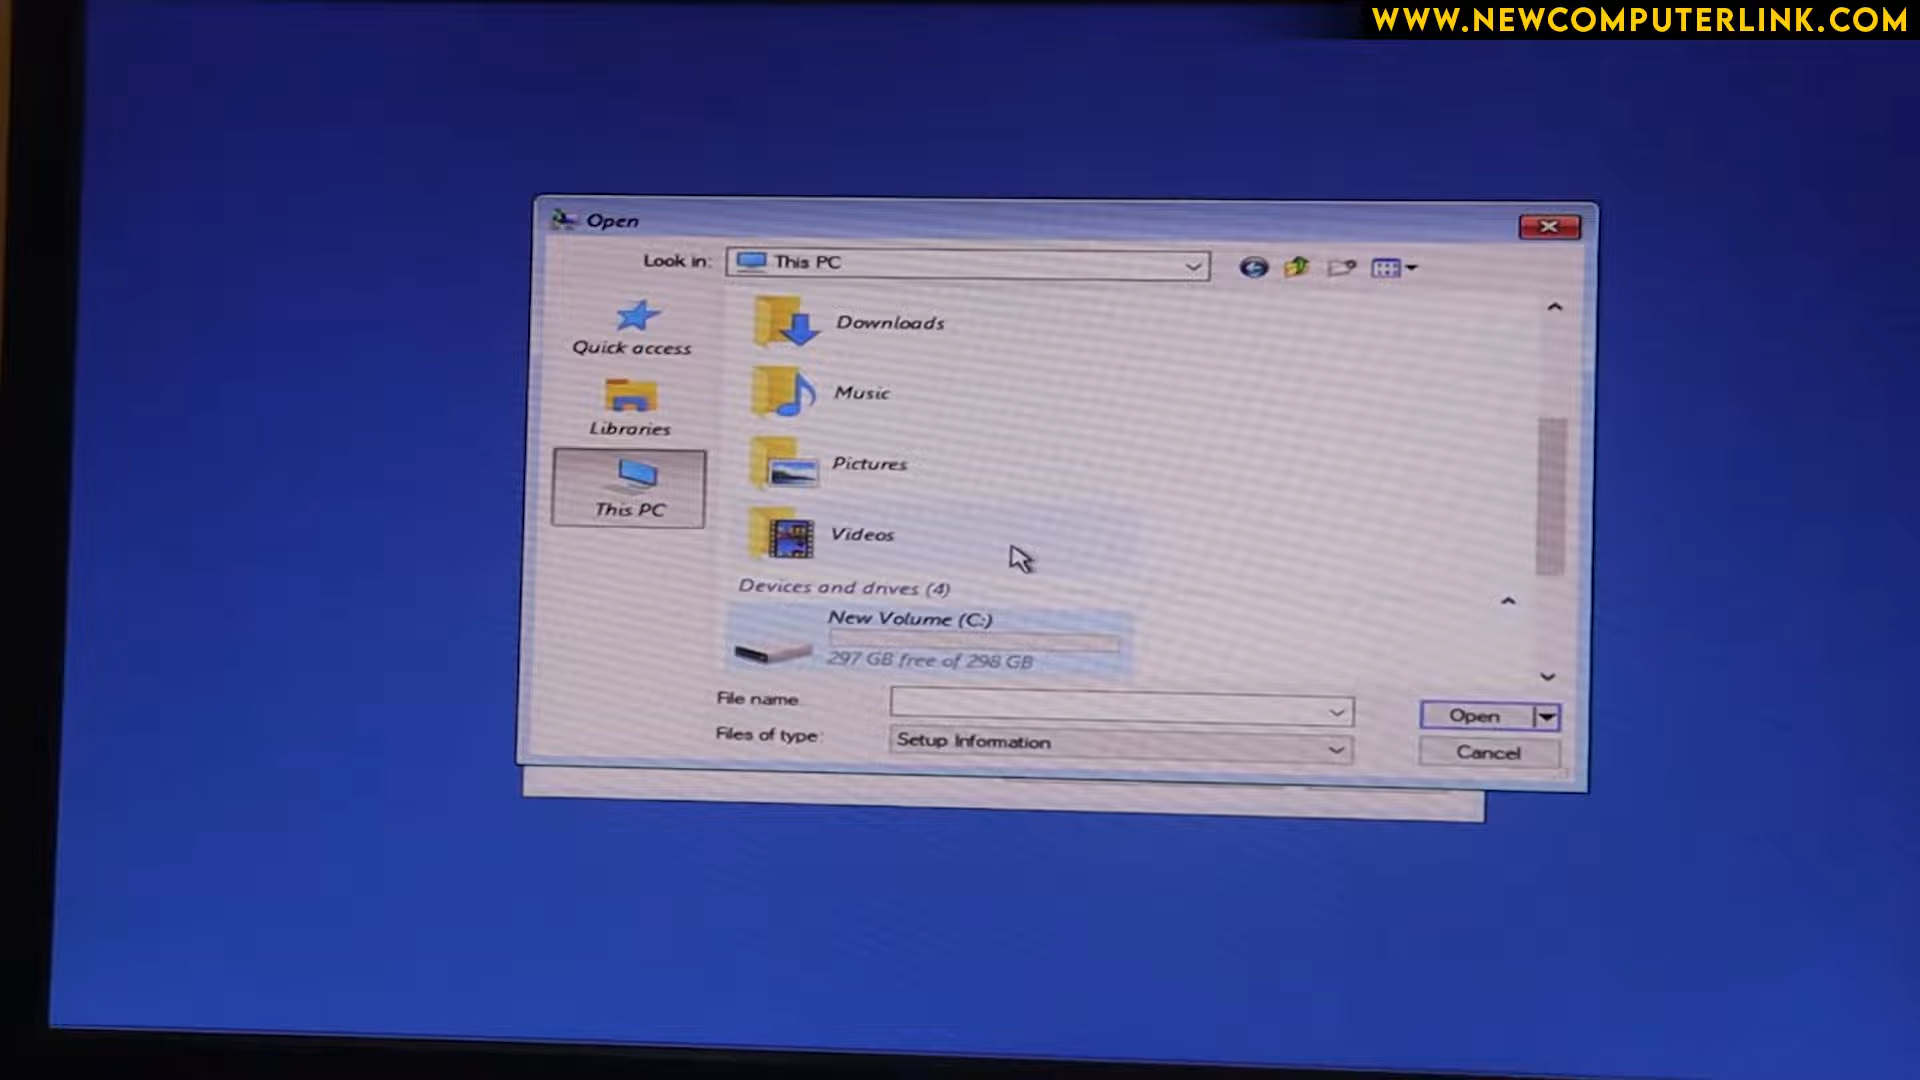 WWW.NEWCOMPUTERLINK.COM
Open
Look in: This PC
Quick access
Libraries
This PC
Downloads
Music
Pictures
Videos
Devices and drives (4)
New Volume (C:)
297 GB free of 298 GB
File name
Open
Files of type: Setup Information
Cancel